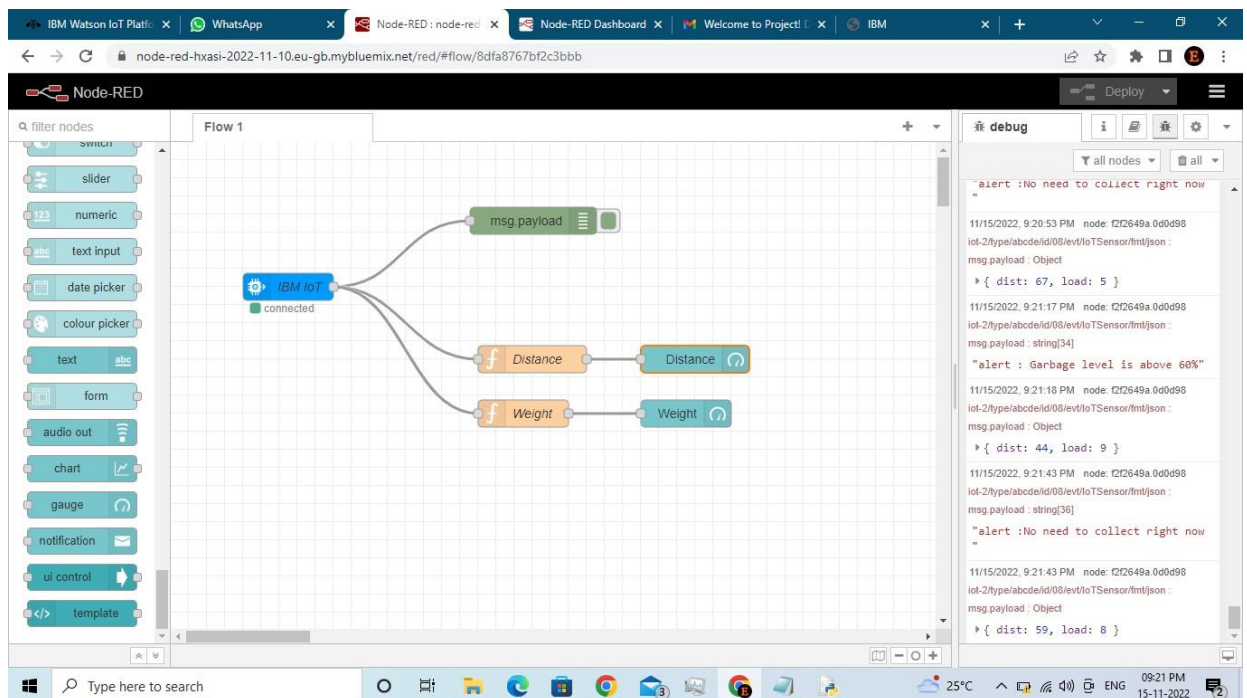 IBM Watson IoT Platfo
WhatsApp
Node-RED : node-red
Node-RED Dashboard
Welcome to Project!
IBM
node-red-hxasi-2022-11-10.eu-gb.mybluemix.net/red/#flow/8dfa8767bf2c3bbb
E
Node-RED
Deploy
filter nodes
Flow 1
debug
i
all nodes
all
switch
slider
123 numeric
abc text input
date picker
colour picker
text abc
form
audio out
chart
gauge
notification
ui control
</> template
msg.payload
IBM IoT
connected
f Distance
Distance
f Weight
Weight
"alert :No need to collect right now
"
11/15/2022, 9:20:53 PM node: f2f2649a.0d0d98
iot-2/type/abcde/id/08/evt/IoTSensor/fmt/json :
msg.payload : Object
{ dist: 67, load: 5 }
11/15/2022, 9:21:17 PM node: f2f2649a.0d0d98
iot-2/type/abcde/id/08/evt/IoTSensor/fmt/json :
msg.payload : string[34]
"alert : Garbage level is above 60%"
11/15/2022, 9:21:18 PM node: f2f2649a.0d0d98
iot-2/type/abcde/id/08/evt/IoTSensor/fmt/json :
msg.payload : Object
{ dist: 44, load: 9 }
11/15/2022, 9:21:43 PM node: f2f2649a.0d0d98
iot-2/type/abcde/id/08/evt/IoTSensor/fmt/json :
msg.payload : string[36]
"alert :No need to collect right now
"
11/15/2022, 9:21:43 PM node: f2f2649a.0d0d98
iot-2/type/abcde/id/08/evt/IoTSensor/fmt/json :
msg.payload : Object
{ dist: 59, load: 8 }
Type here to search
3
25°C
ENG
09:21 PM
15-11-2022
2